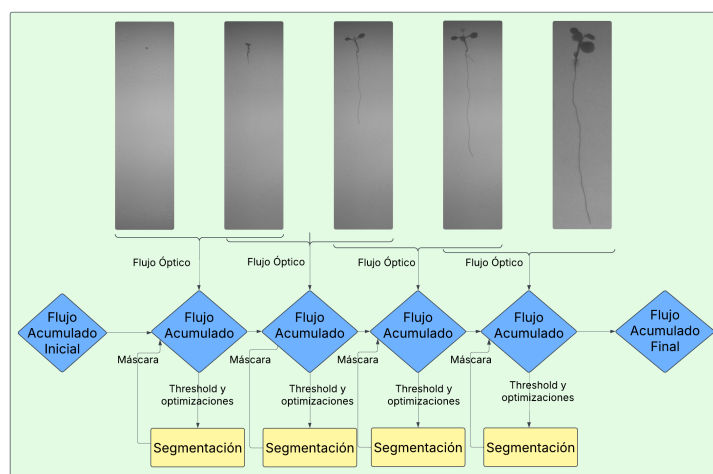 Flujo Óptico
Flujo Óptico
Flujo Óptico
Flujo Óptico
Flujo
Acumulado
Inicial
Flujo
Acumulado
Flujo
Acumulado
Flujo
Acumulado
Flujo
Acumulado
Flujo
Acumulado
Final
Máscara
Máscara
Máscara
Máscara
Threshold y
optimizaciones
Threshold y
optimizaciones
Threshold y
optimizaciones
Threshold y
optimizaciones
Segmentación
Segmentación
Segmentación
Segmentación